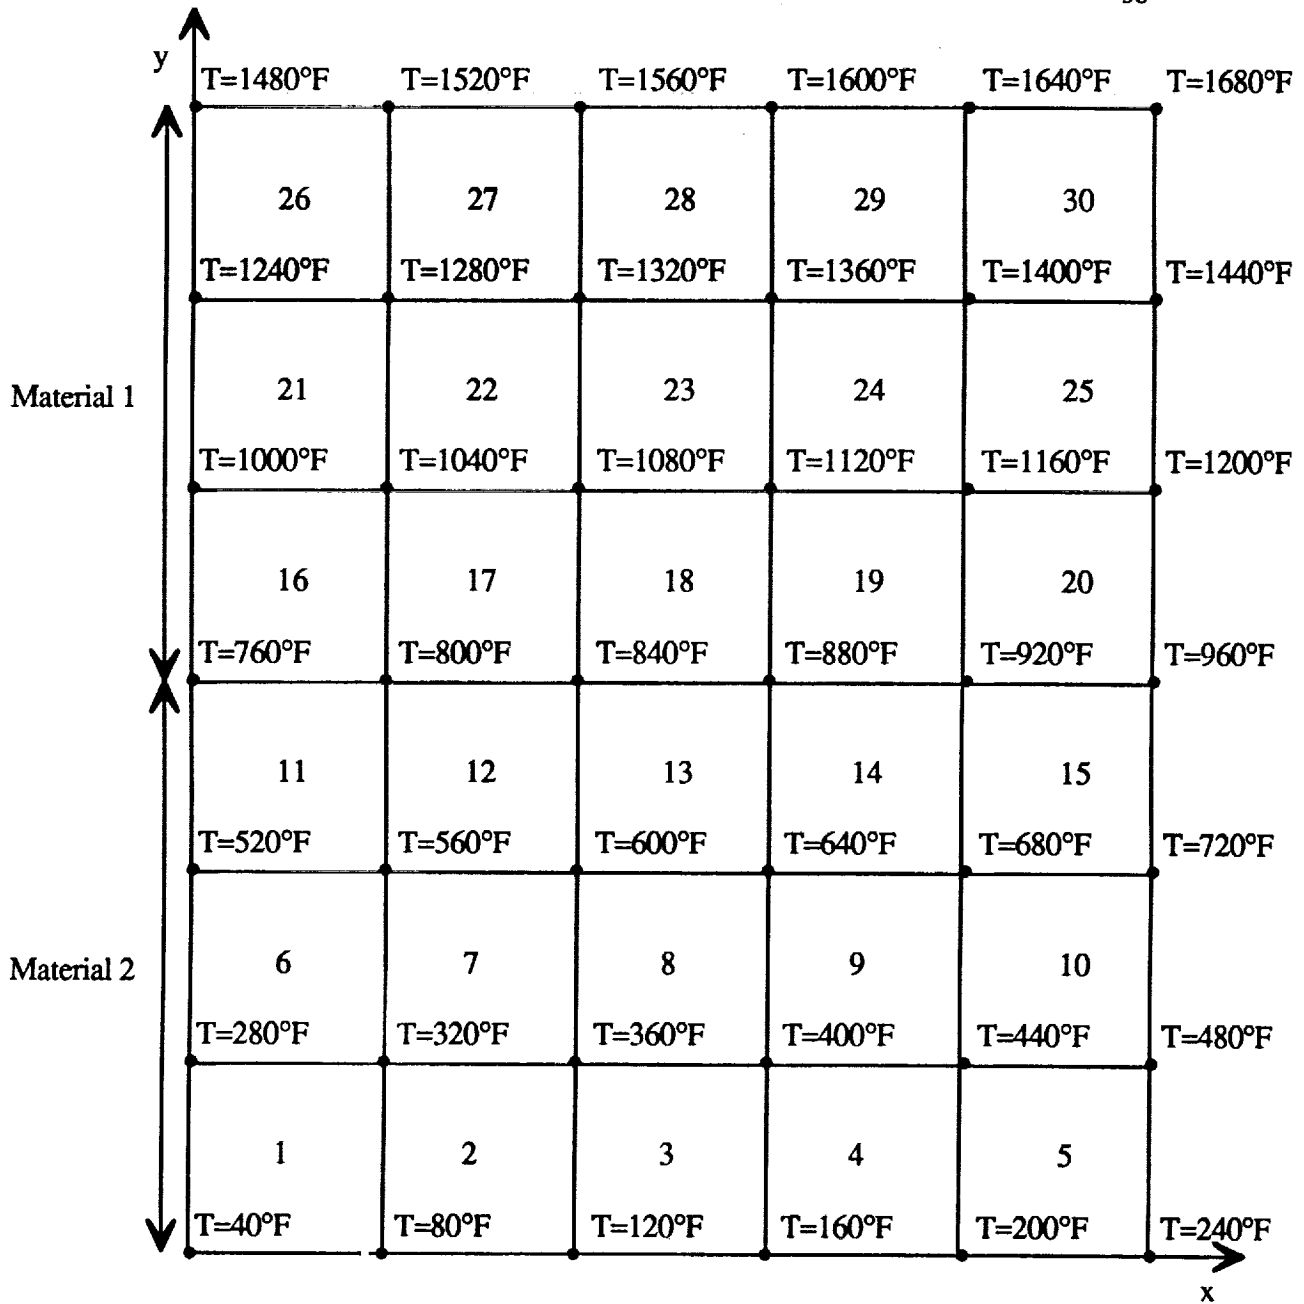 y
T=1480°F T=1520°F T=1560°F T=1600°F T=1640°F T=1680°F
26 27 28 29 30
T=1240°F T=1280°F T=1320°F T=1360°F T=1400°F T=1440°F
Material 1
21 22 23 24 25
T=1000°F T=1040°F T=1080°F T=1120°F T=1160°F T=1200°F
16 17 18 19 20
T=760°F T=800°F T=840°F T=880°F T=920°F T=960°F
11 12 13 14 15
T=520°F T=560°F T=600°F T=640°F T=680°F T=720°F
Material 2
6 7 8 9 10
T=280°F T=320°F T=360°F T=400°F T=440°F T=480°F
1 2 3 4 5
T=40°F T=80°F T=120°F T=160°F T=200°F T=240°F
x